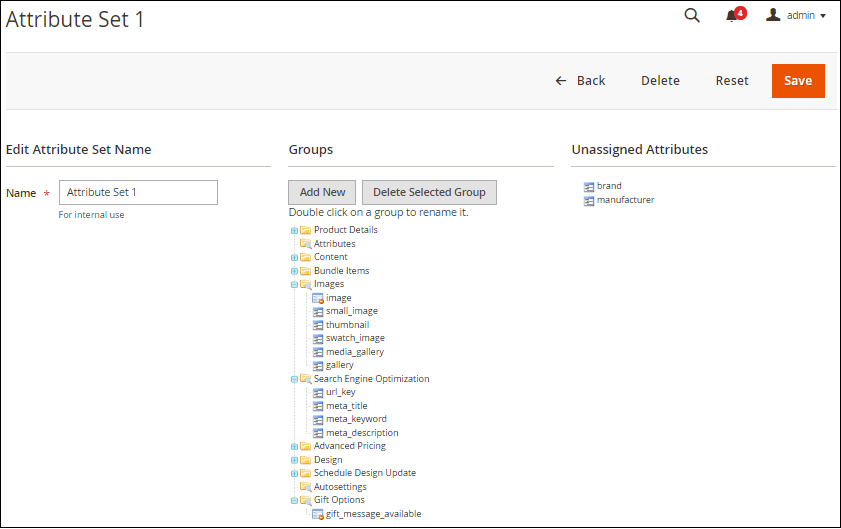 Attribute Set 1
4
admin
Back
Delete
Reset
Save
Edit Attribute Set Name
Name *
Attribute Set 1
For internal use
Groups
Add New
Delete Selected Group
Double click on a group to rename it.
Product Details
Attributes
Content
Bundle Items
Images
image
small_image
thumbnail
swatch_image
media_gallery
gallery
Search Engine Optimization
url_key
meta_title
meta_keyword
meta_description
Advanced Pricing
Design
Schedule Design Update
Autosettings
Gift Options
gift_message_available
Unassigned Attributes
brand
manufacturer